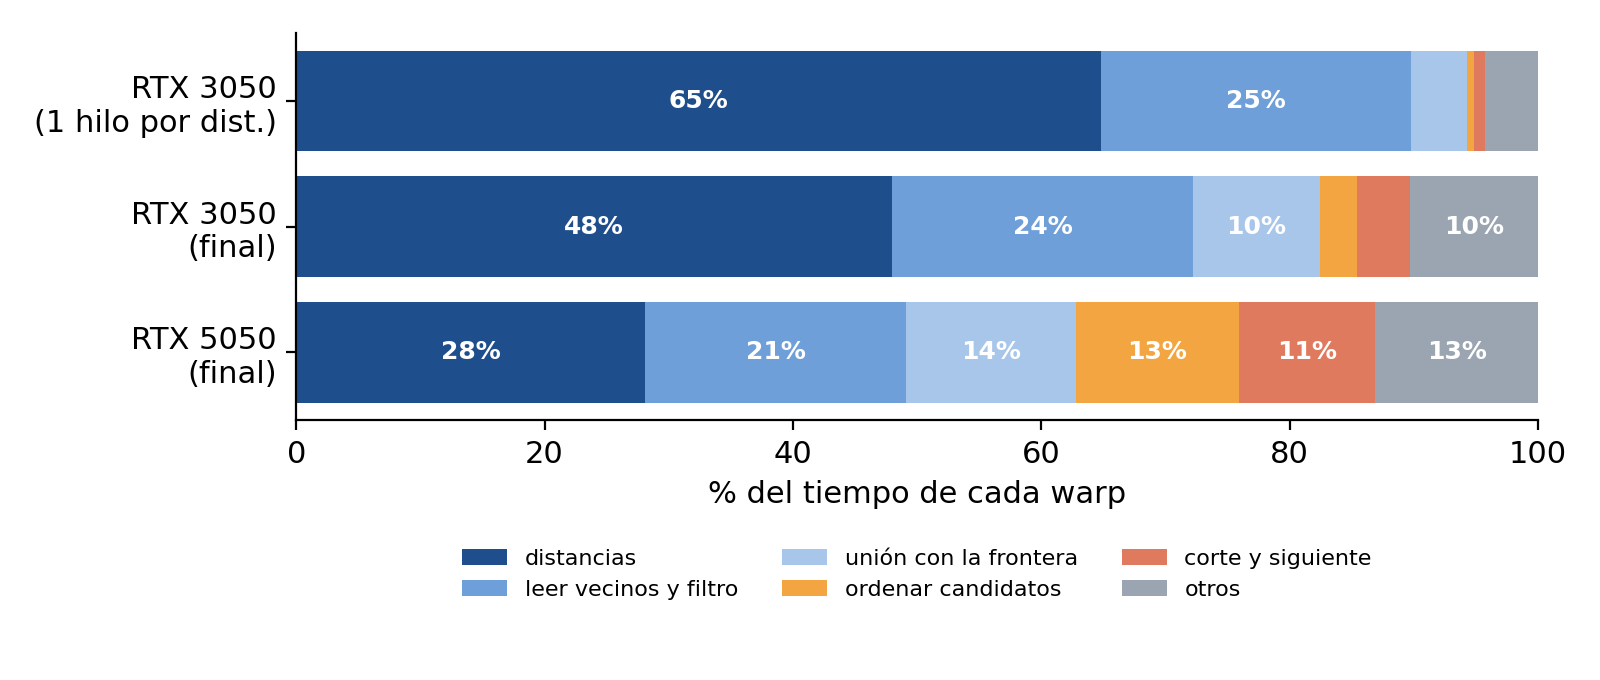 RTX 3050
(1 hilo por dist.)
65%
25%
RTX 3050
(final)
48%
24%
10%
10%
RTX 5050
(final)
28%
21%
14%
13%
11%
13%
0
20
40
60
80
100
% del tiempo de cada warp
distancias
unión con la frontera
corte y siguiente
leer vecinos y filtro
ordenar candidatos
otros